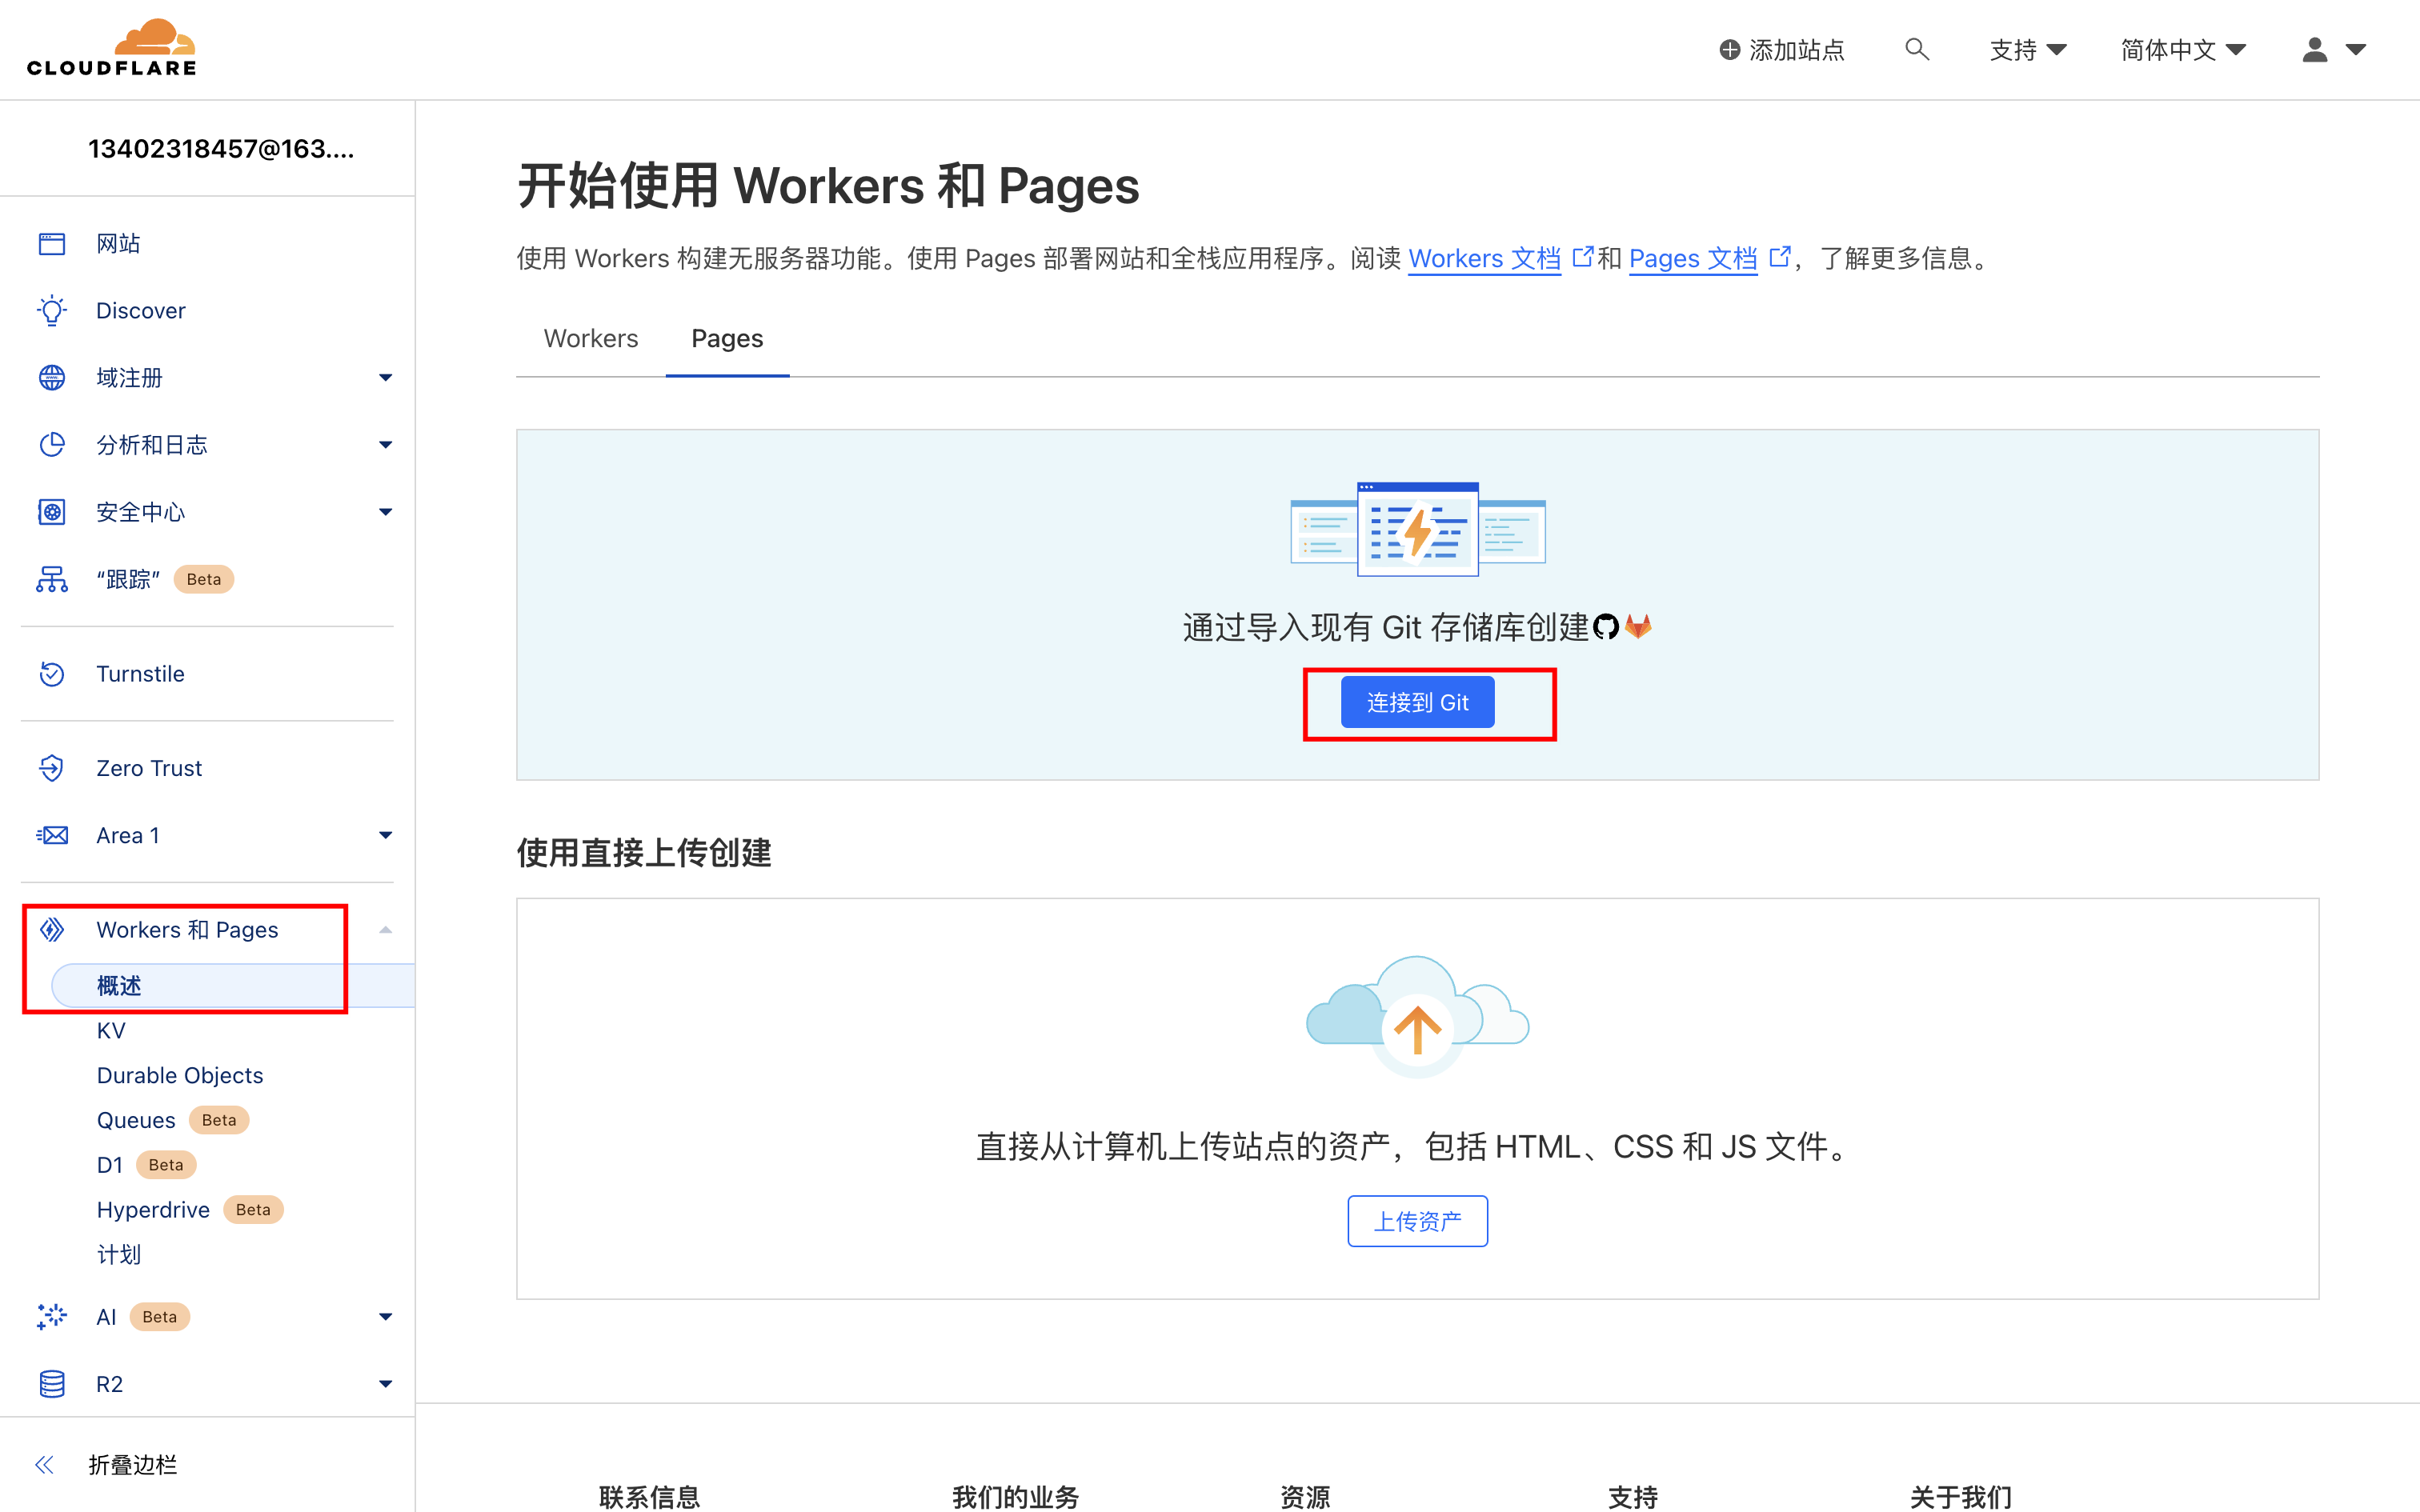 CLOUDFLARE
添加站点
支持
简体中文
13402318457@163....
网站
Discover
域注册
分析和日志
安全中心
“跟踪” Beta
Turnstile
Zero Trust
Area 1
Workers 和 Pages
概述
KV
Durable Objects
Queues Beta
D1 Beta
Hyperdrive Beta
计划
AI Beta
R2
折叠边栏
开始使用 Workers 和 Pages
使用 Workers 构建无服务器功能。使用 Pages 部署网站和全栈应用程序。阅读 Workers 文档 和 Pages 文档 ，了解更多信息。
Workers Pages
通过导入现有 Git 存储库创建
连接到 Git
使用直接上传创建
直接从计算机上传站点的资产，包括 HTML、CSS 和 JS 文件。
上传资产
联系信息 我们的业务 资源 支持 关于我们